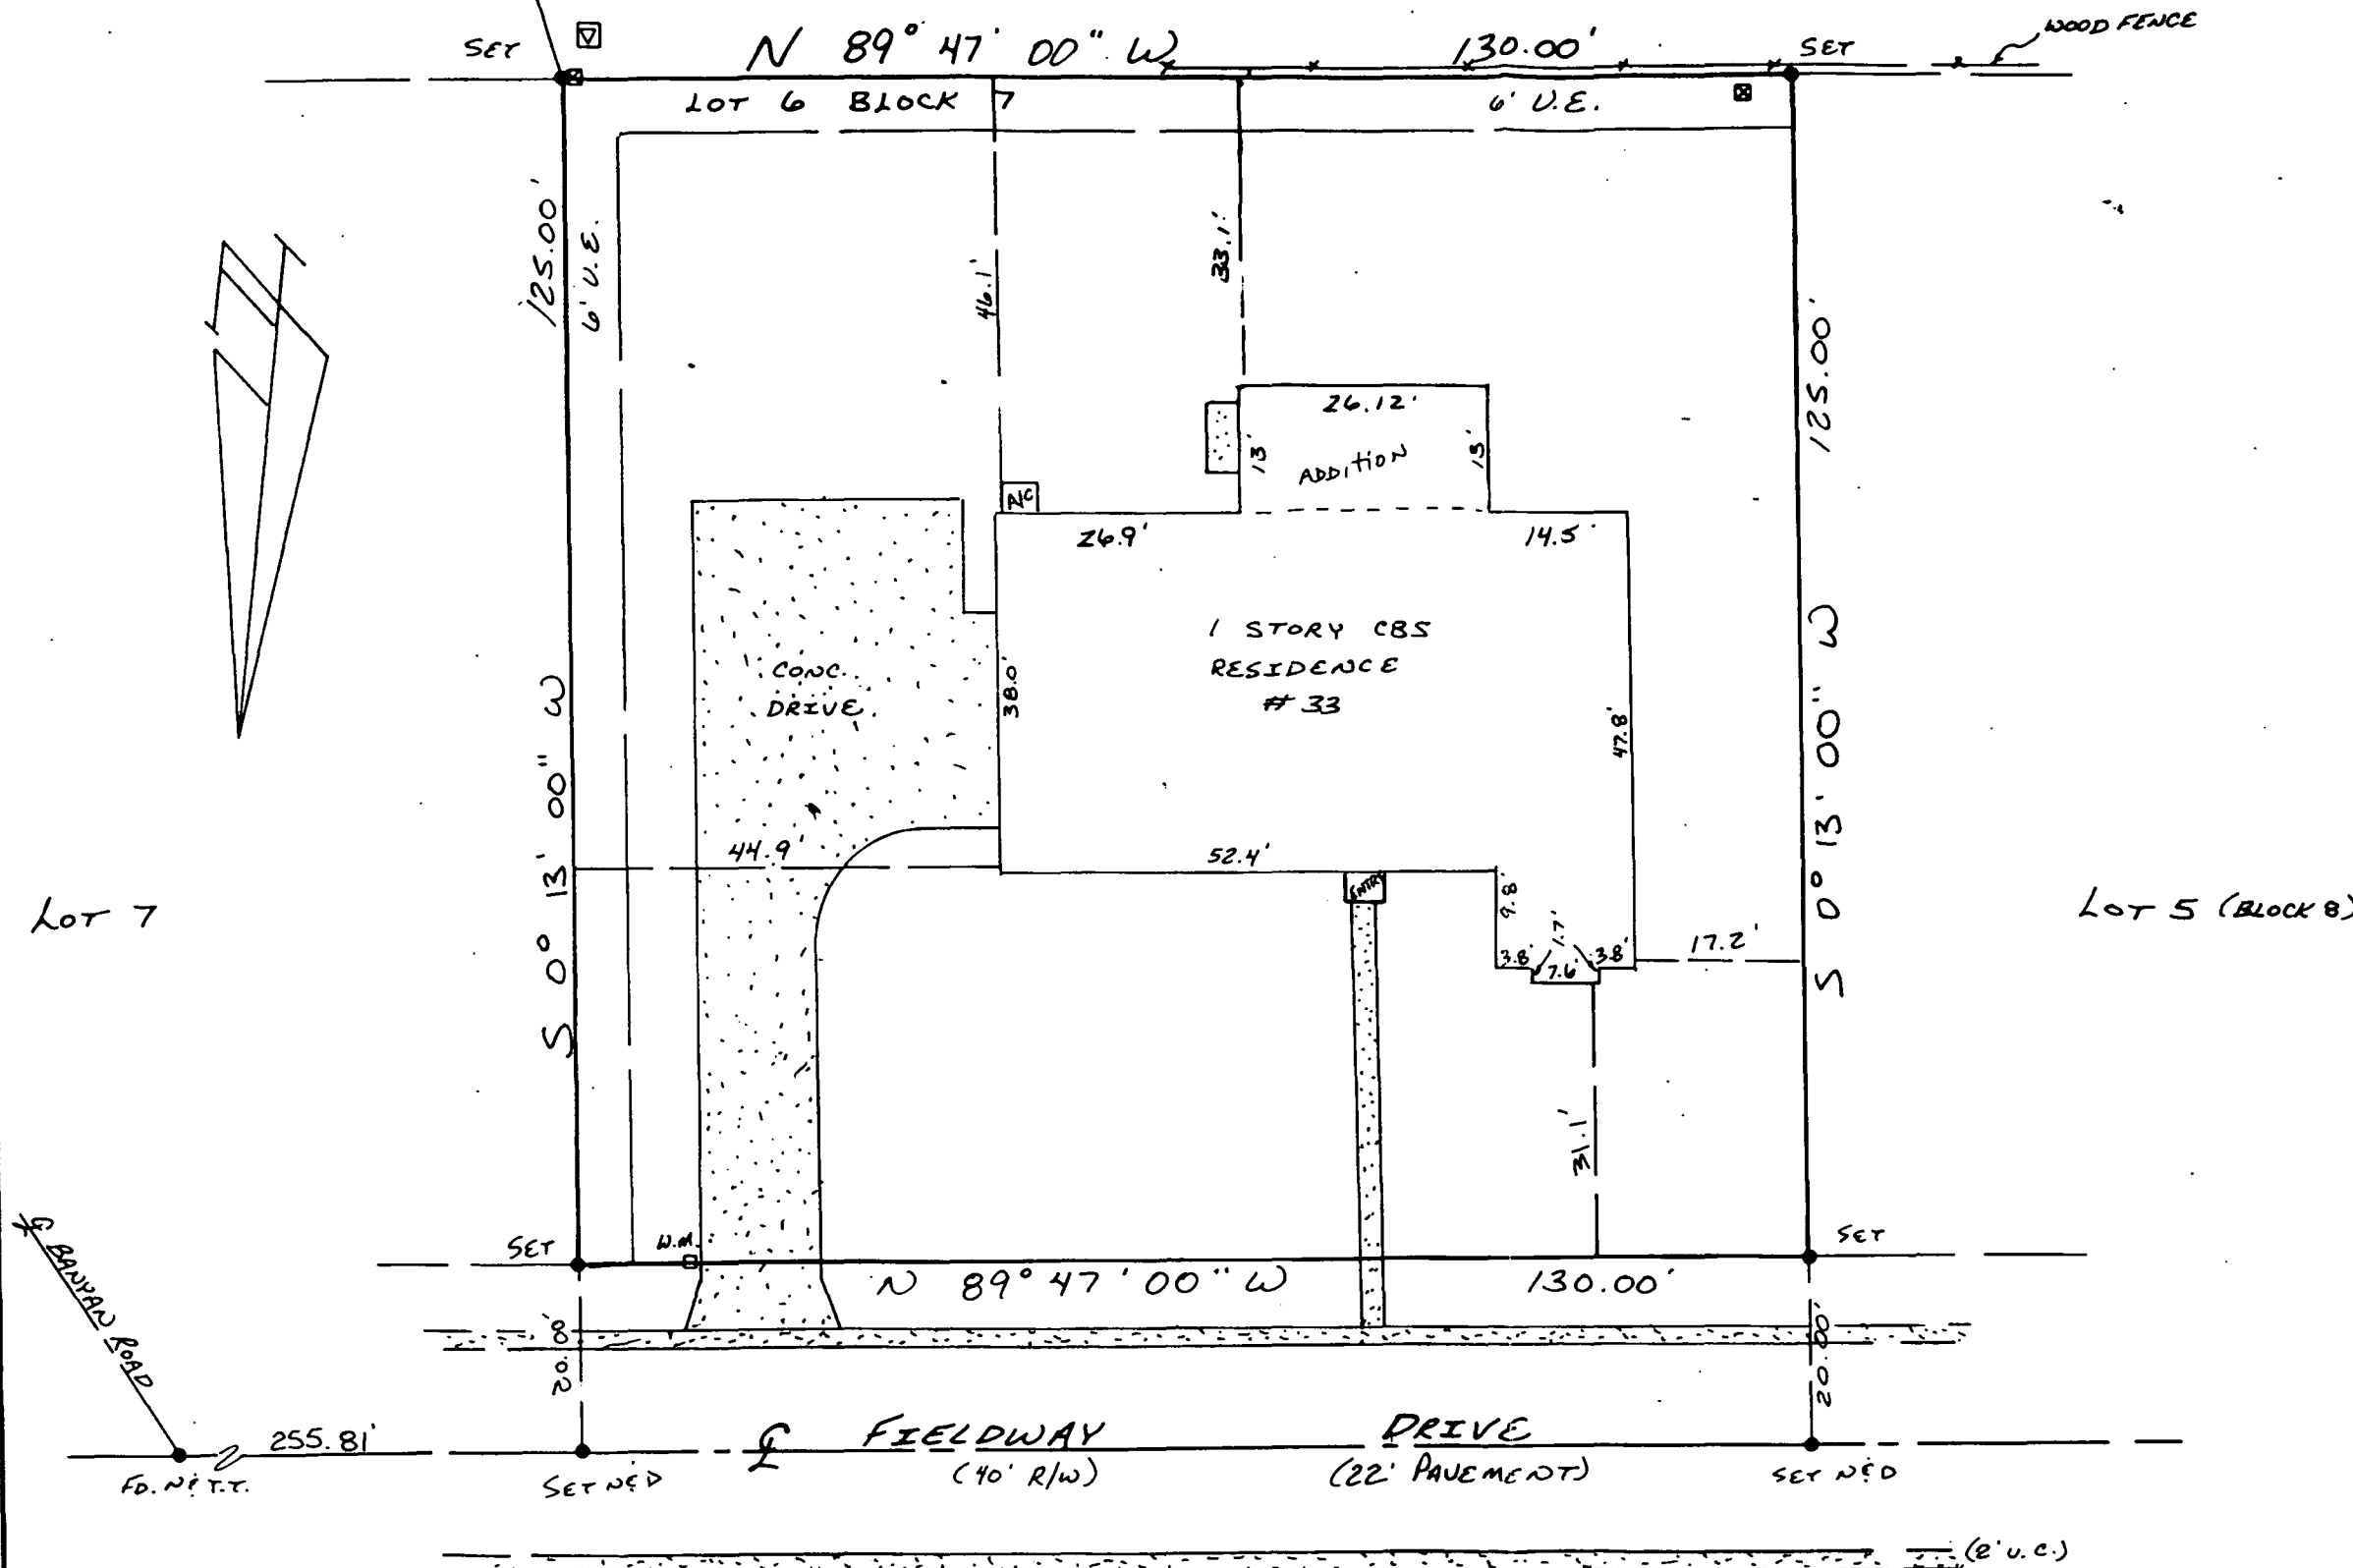 WOOD FENCE
SET
N 89° 47' 00" W
130.00'
SET
LOT 6 BLOCK 7
6' U.E.
125.00'
6' U.E.
46.1'
33.1'
125.00'
26.12'
13'
ADDITION
13'
A/C
26.9'
14.5'
1 STORY CBS
RESIDENCE
# 33
CONC.
DRIVE
38.0'
47.8'
S 0° 13' 00" W
S 0° 13' 00" W
44.9'
52.4'
ENTRY
9.8'
LOT 7
LOT 5 (BLOCK 8)
1.7'
3.8'
7.6'
3.8'
17.2'
31.1'
SET
W.M.
SET
N 89° 47' 00" W
130.00'
BANYAN ROAD
20.8'
20.00'
255.81'
℄ FIELDWAY DRIVE
(40' R/W)
(22' PAVEMENT)
FD. N&T.T.
SET N&D
SET N&D
(2' V.C.)